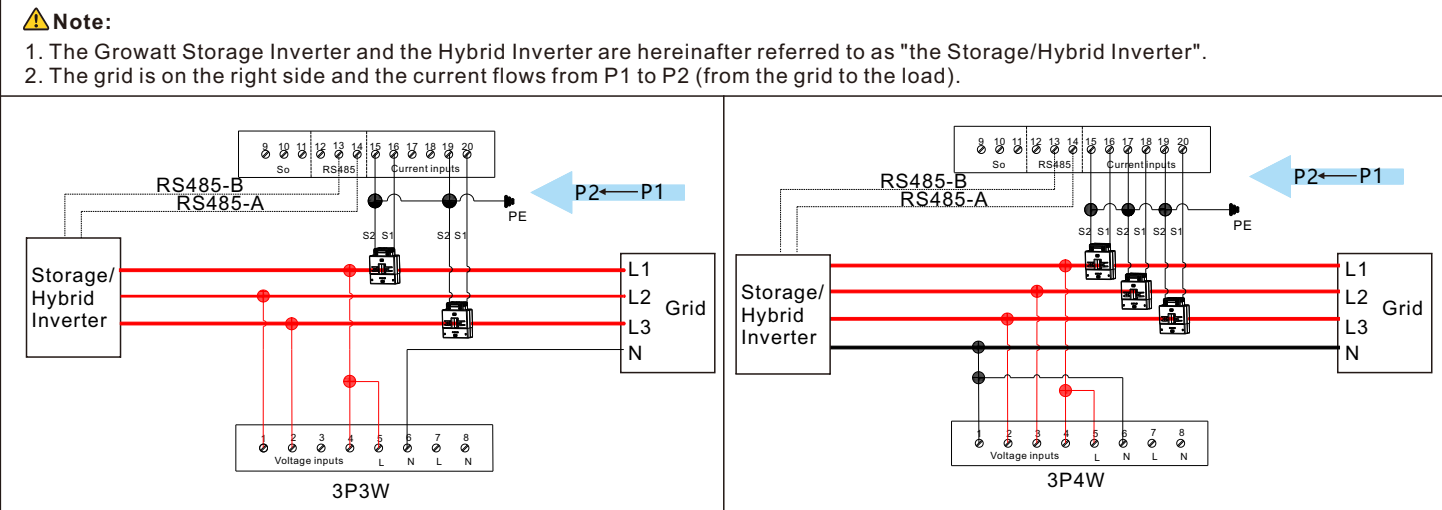 Note:
1. The Growatt Storage Inverter and the Hybrid Inverter are hereinafter referred to as "the Storage/Hybrid Inverter".
2. The grid is on the right side and the current flows from P1 to P2 (from the grid to the load).
9 10 11 12 13 14 15 16 17 18 19 20
So RS485 Current inputs
RS485-B
RS485-A
P2 P1
PE
S2 S1 S2 S1
Storage/
Hybrid
Inverter
L1
L2
L3
N
Grid
1 2 3 4 5 6 7 8
Voltage inputs L N L N
3P3W
9 10 11 12 13 14 15 16 17 18 19 20
So RS485 Current inputs
RS485-B
RS485-A
P2 P1
PE
S2 S1 S2 S1 S2 S1
Storage/
Hybrid
Inverter
L1
L2
L3
N
Grid
1 2 3 4 5 6 7 8
Voltage inputs L N L N
3P4W